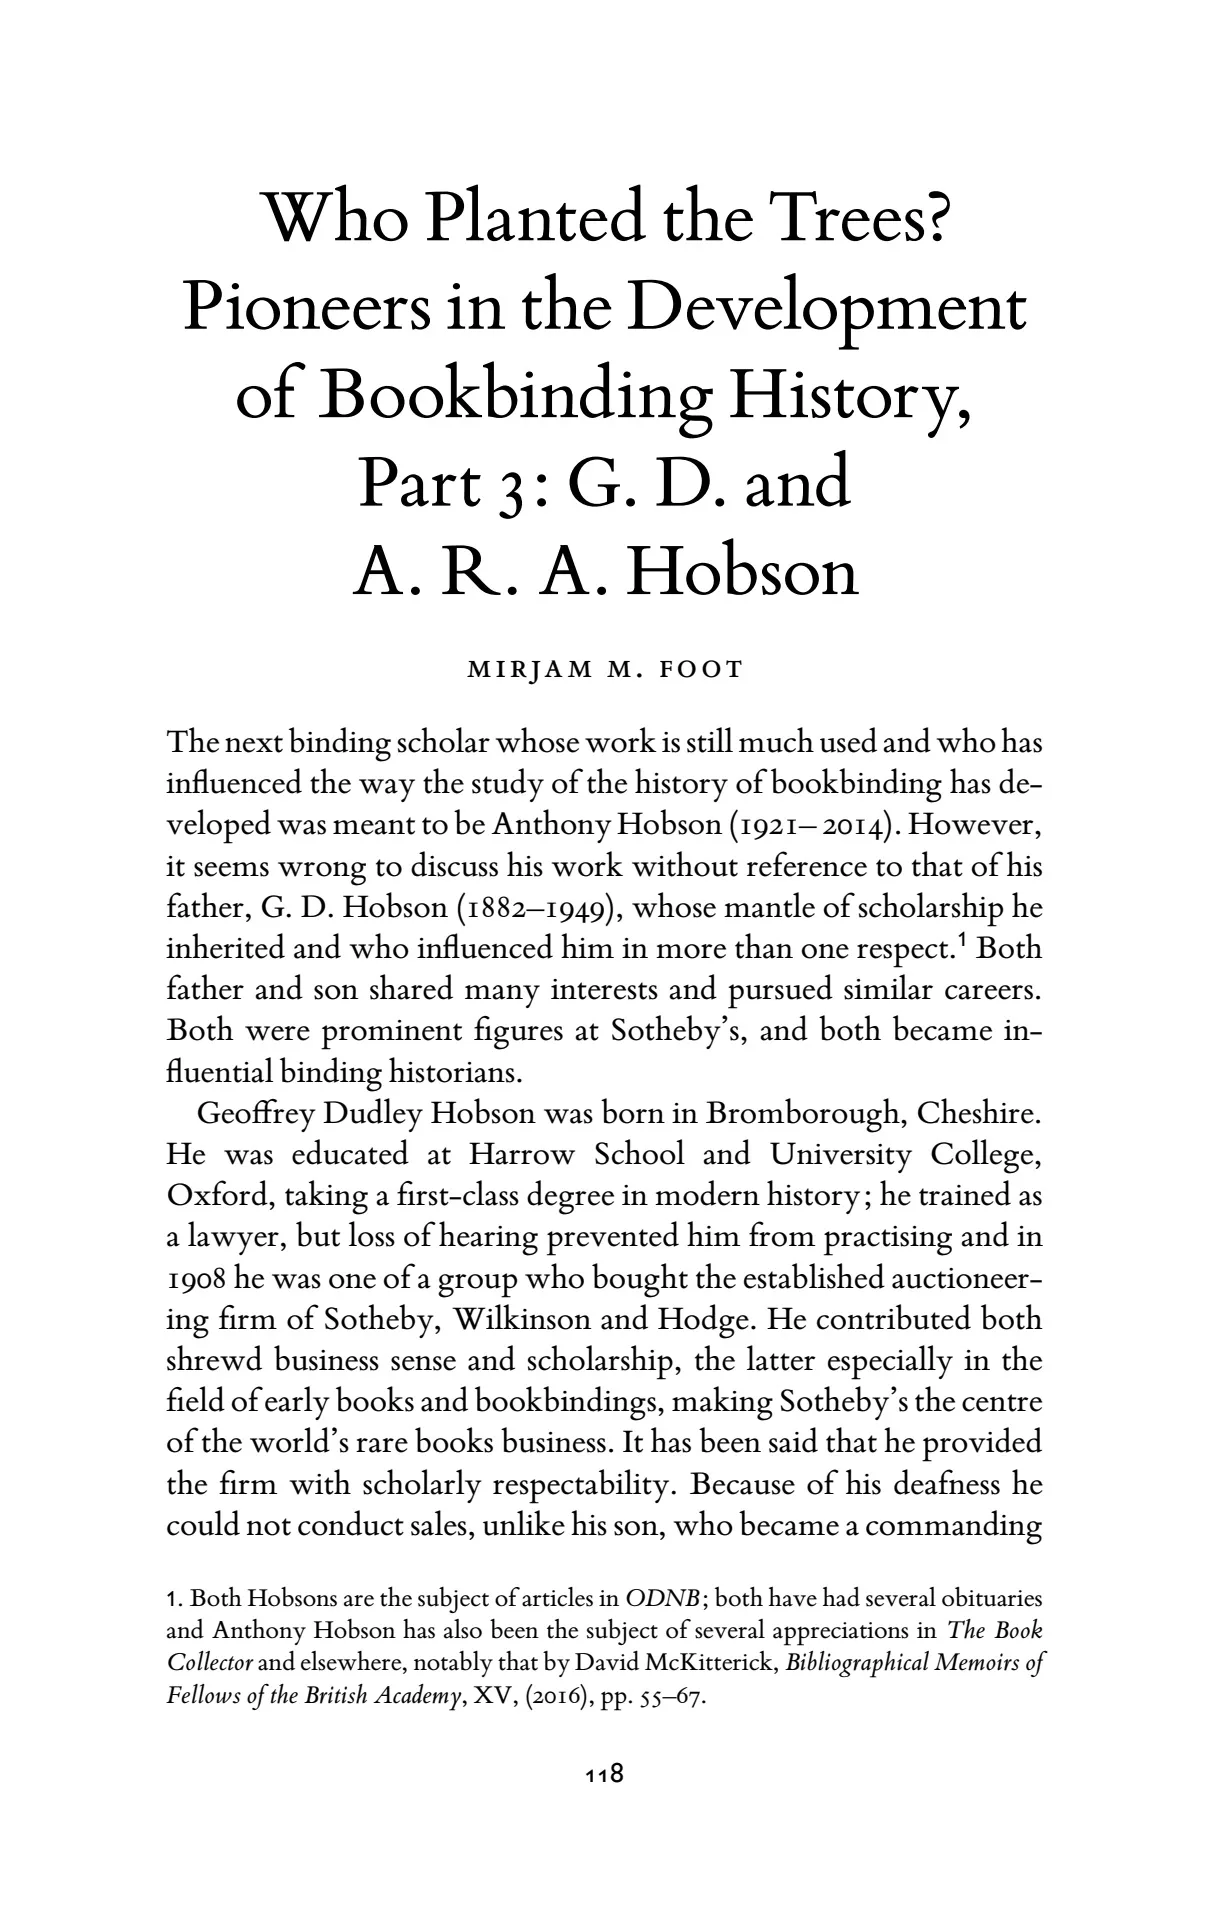 Who Planted the Trees?
Pioneers in the Development
of Bookbinding History,
Part 3: G. D. and
A. R. A. Hobson
MIRJAM M. FOOT
The next binding scholar whose work is still much used and who has
influenced the way the study of the history of bookbinding has de-
veloped was meant to be Anthony Hobson (1921– 2014). However,
it seems wrong to discuss his work without reference to that of his
father, G. D. Hobson (1882–1949), whose mantle of scholarship he
inherited and who influenced him in more than one respect.¹ Both
father and son shared many interests and pursued similar careers.
Both were prominent figures at Sotheby’s, and both became in-
fluential binding historians.
Geoffrey Dudley Hobson was born in Bromborough, Cheshire.
He was educated at Harrow School and University College,
Oxford, taking a first-class degree in modern history; he trained as
a lawyer, but loss of hearing prevented him from practising and in
1908 he was one of a group who bought the established auctioneer-
ing firm of Sotheby, Wilkinson and Hodge. He contributed both
shrewd business sense and scholarship, the latter especially in the
field of early books and bookbindings, making Sotheby’s the centre
of the world’s rare books business. It has been said that he provided
the firm with scholarly respectability. Because of his deafness he
could not conduct sales, unlike his son, who became a commanding
1. Both Hobsons are the subject of articles in ODNB; both have had several obituaries
and Anthony Hobson has also been the subject of several appreciations in The Book
Collector and elsewhere, notably that by David McKitterick, Bibliographical Memoirs of
Fellows of the British Academy, XV, (2016), pp. 55–67.
118